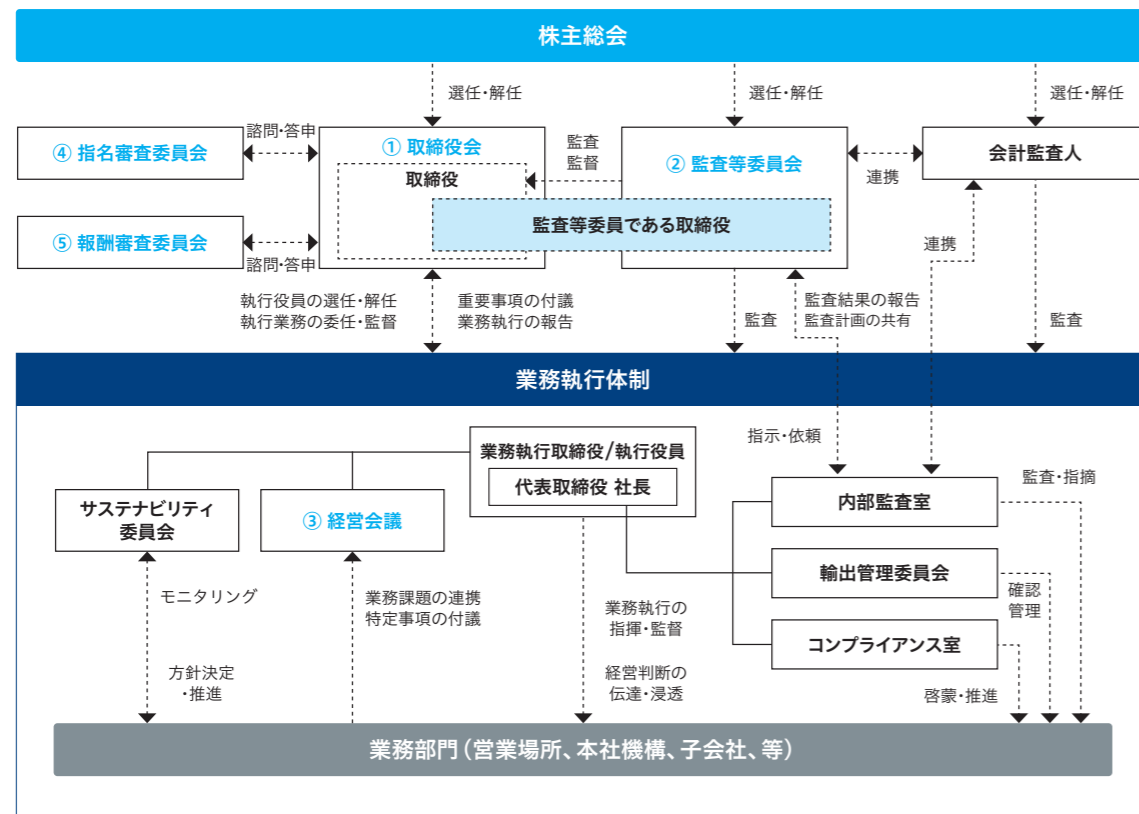 株主総会
選任・解任
選任・解任
選任・解任
④ 指名審査委員会
諮問・答申
① 取締役会
取締役
監査
監督
② 監査等委員会
連携
会計監査人
監査等委員である取締役
⑤ 報酬審査委員会
諮問・答申
連携
執行役員の選任・解任
執行業務の委任・監督
重要事項の付議
業務執行の報告
監査
監査結果の報告
監査計画の共有
監査
業務執行体制
業務執行取締役/執行役員
代表取締役 社長
指示・依頼
サステナビリティ
委員会
③ 経営会議
内部監査室
監査・指摘
輸出管理委員会
確認
管理
コンプライアンス室
モニタリング
業務課題の連携
特定事項の付議
業務執行の
指揮・監督
方針決定
・推進
経営判断の
伝達・浸透
啓蒙・推進
業務部門（営業場所、本社機構、子会社、等）